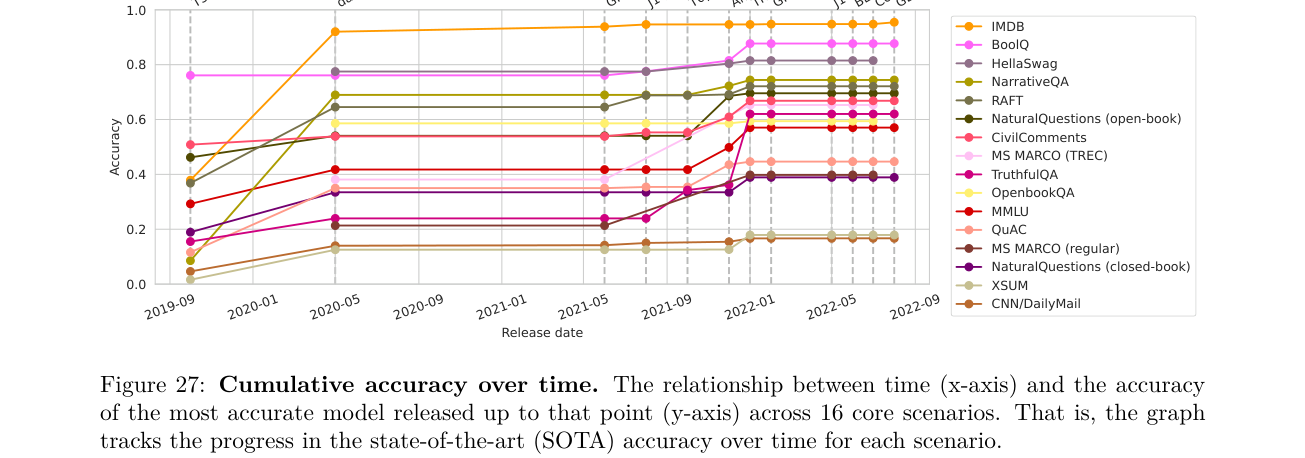 1.0
0.8
0.6
0.4
0.2
0.0
Accuracy
2019-09
2020-01
2020-05
2020-09
2021-01
2021-05
2021-09
2022-01
2022-05
2022-09
Release date
IMDB
BoolQ
HellaSwag
NarrativeQA
RAFT
NaturalQuestions (open-book)
CivilComments
MS MARCO (TREC)
TruthfulQA
OpenbookQA
MMLU
QuAC
MS MARCO (regular)
NaturalQuestions (closed-book)
XSUM
CNN/DailyMail
Figure 27: Cumulative accuracy over time. The relationship between time (x-axis) and the accuracy
of the most accurate model released up to that point (y-axis) across 16 core scenarios. That is, the graph
tracks the progress in the state-of-the-art (SOTA) accuracy over time for each scenario.